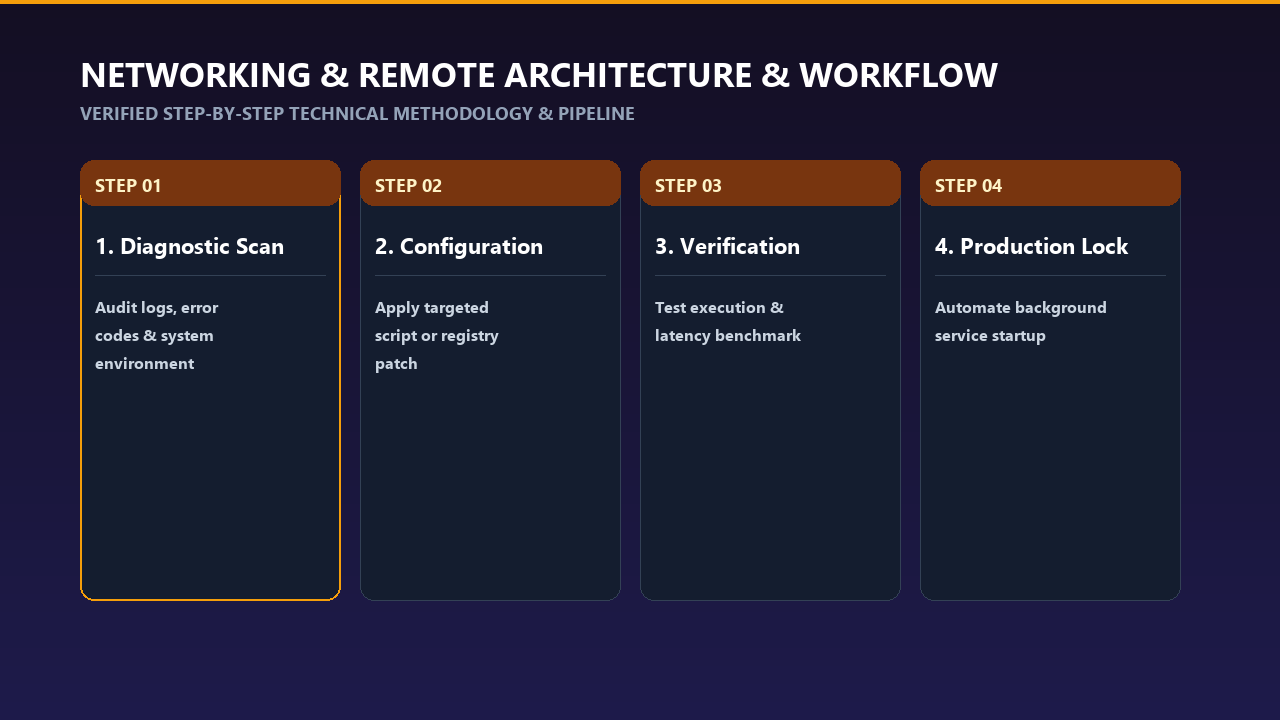 NETWORKING & REMOTE ARCHITECTURE & WORKFLOW
VERIFIED STEP-BY-STEP TECHNICAL METHODOLOGY & PIPELINE
STEP 01
1. Diagnostic Scan
Audit logs, error
codes & system
environment
STEP 02
2. Configuration
Apply targeted
script or registry
patch
STEP 03
3. Verification
Test execution &
latency benchmark
STEP 04
4. Production Lock
Automate background
service startup